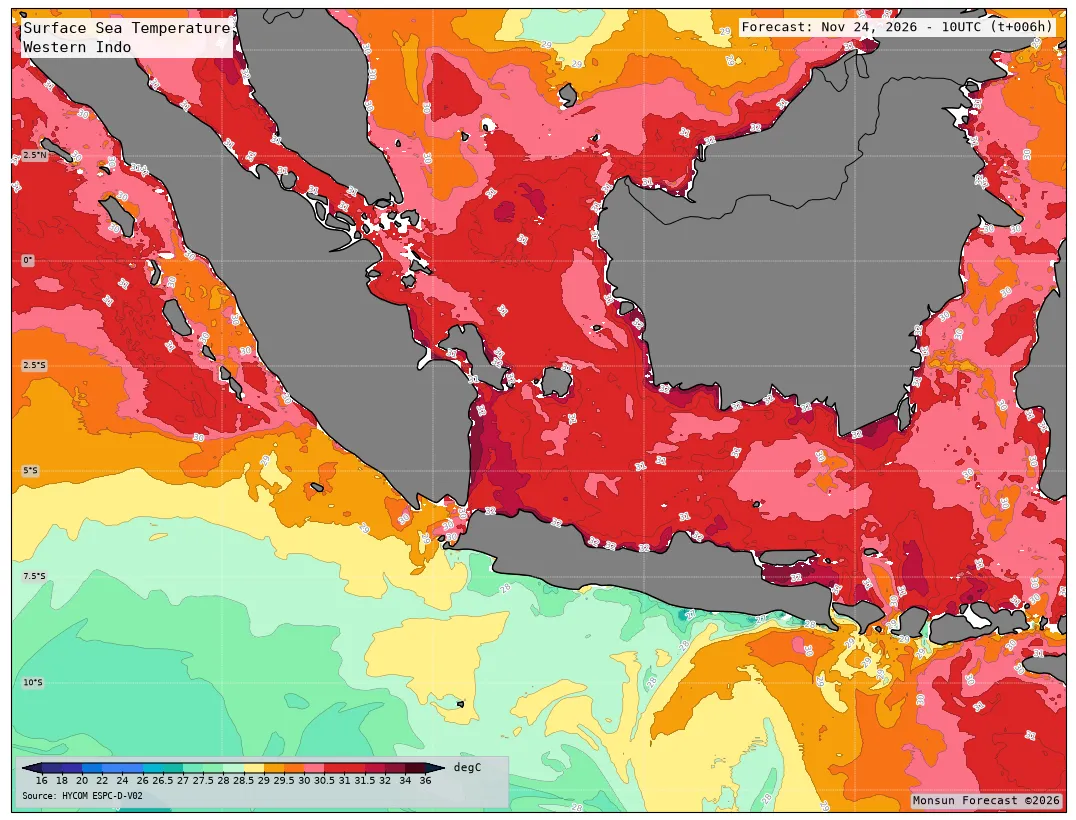 Surface Sea Temperature
Western Indo
Forecast: Nov 24, 2026 - 10UTC (t+006h)
2.5°N
0°
2.5°S
5°S
7.5°S
10°S
16 18 20 22 24 26 26.5 27 27.5 28 28.5 29 29.5 30 30.5 31 31.5 32 34 36 degC
Source: HYCOM ESPC-D-V02
Monsun Forecast ©2026